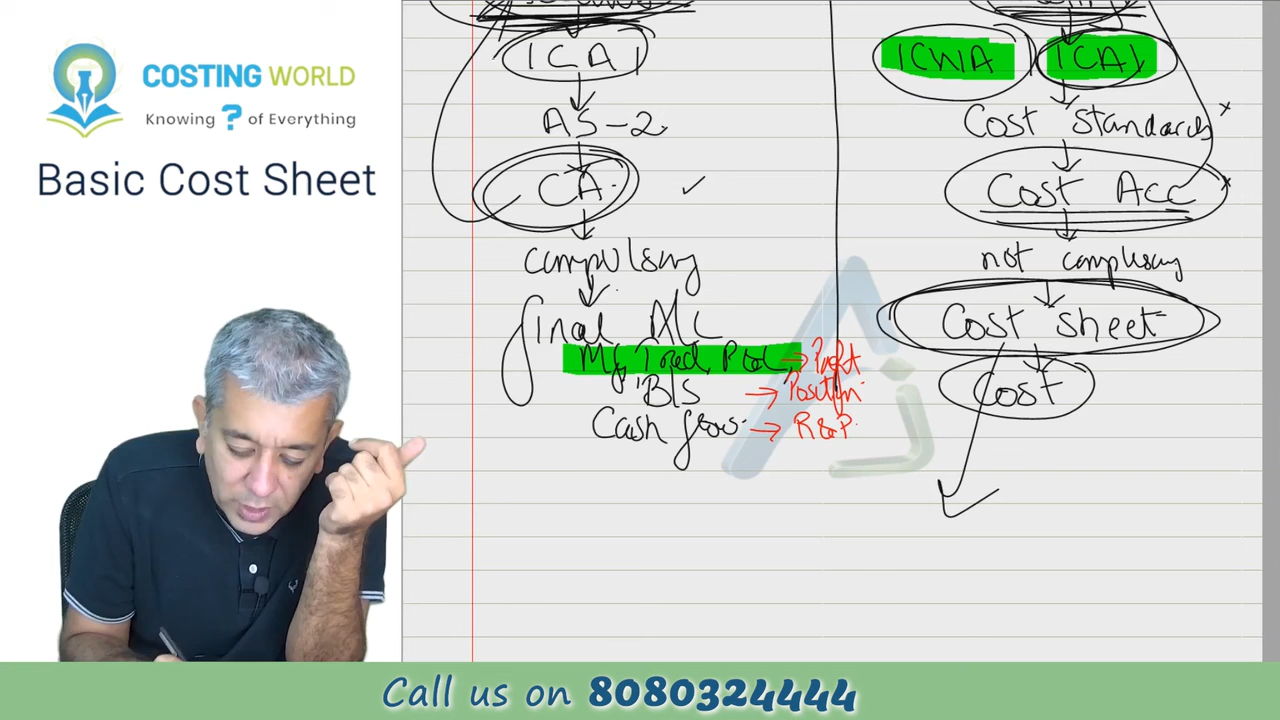 COSTING WORLD
Knowing ? of Everything
Basic Cost Sheet
ICAI
AS-2
CA
compulsory
final A/c
Mfg, Trad, P&L, → Profit
B/S → Position
Cash flow → R&P.
ICWA ICAI
Cost standards x
Cost Acc x
not compulsory
Cost sheet
Cost
Call us on 8080324444